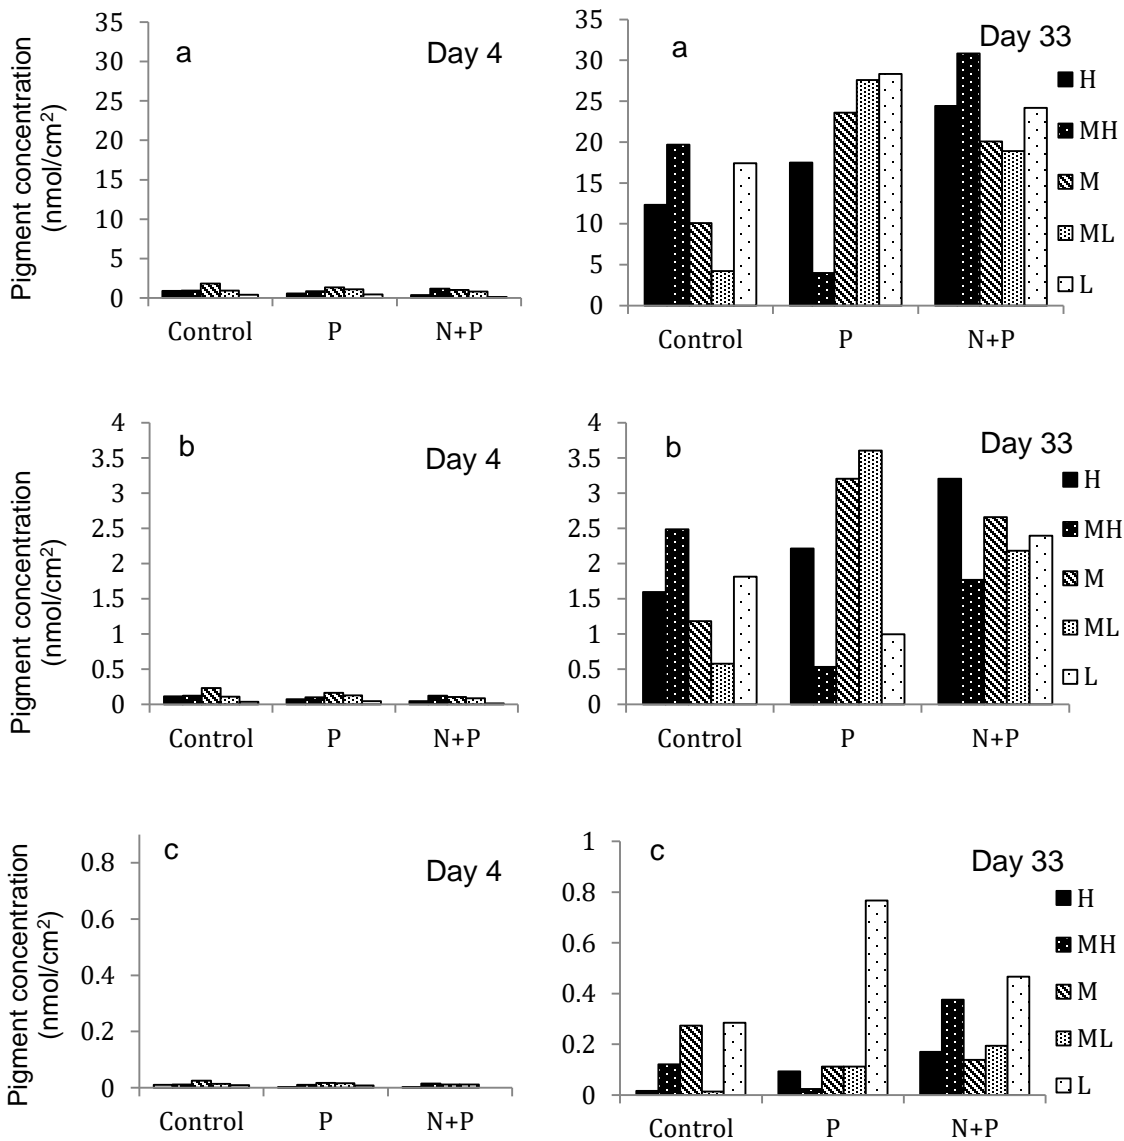 a
Day 4
35
30
25
20
15
10
5
0
Pigment concentration
(nmol/cm²)
Control P N+P
a
Day 33
35
30
25
20
15
10
5
0
Control P N+P
H
MH
M
ML
L
b
Day 4
4
3.5
3
2.5
2
1.5
1
0.5
0
Pigment concentration
(nmol/cm²)
Control P N+P
b
Day 33
4
3.5
3
2.5
2
1.5
1
0.5
0
Control P N+P
H
MH
M
ML
L
c
Day 4
0.8
0.6
0.4
0.2
0
Pigment concentration
(nmol/cm²)
Control P N+P
c
Day 33
1
0.8
0.6
0.4
0.2
0
Control P N+P
H
MH
M
ML
L